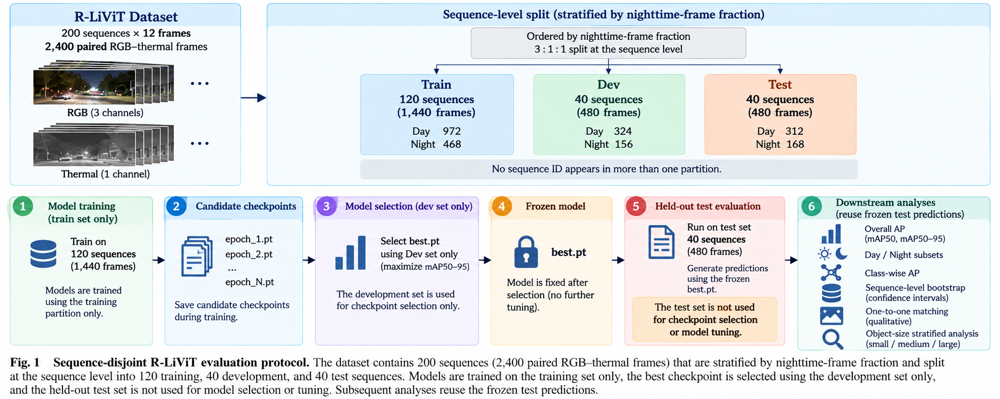 R-LiViT Dataset
200 sequences × 12 frames
2,400 paired RGB–thermal frames
...
RGB (3 channels)
...
Thermal (1 channel)
Sequence-level split (stratified by nighttime-frame fraction)
Ordered by nighttime-frame fraction
3 : 1 : 1 split at the sequence level
Train
120 sequences
(1,440 frames)
Day 972
Night 468
Dev
40 sequences
(480 frames)
Day 324
Night 156
Test
40 sequences
(480 frames)
Day 312
Night 168
No sequence ID appears in more than one partition.
1
Model training
(train set only)
Train on
120 sequences
(1,440 frames)
Models are trained
using the training
partition only.
2
Candidate checkpoints
epoch_1.pt
epoch_2.pt
...
epoch_N.pt
Save candidate checkpoints
during training.
3
Model selection (dev set only)
Select best.pt
using Dev set only
(maximize mAP50–95)
The development set is used
for checkpoint selection only.
4
Frozen model
best.pt
Model is fixed after
selection (no further
tuning).
5
Held-out test evaluation
Run on test set
40 sequences
(480 frames)
Generate predictions
using the frozen
best.pt.
The test set is not used
for checkpoint selection
or model tuning.
6
Downstream analyses
(reuse frozen test predictions)
Overall AP
(mAP50, mAP50–95)
Day / Night subsets
Class-wise AP
Sequence-level bootstrap
(confidence intervals)
One-to-one matching
(qualitative)
Object-size stratified analysis
(small / medium / large)
Fig. 1 Sequence-disjoint R-LiViT evaluation protocol. The dataset contains 200 sequences (2,400 paired RGB–thermal frames) that are stratified by nighttime-frame fraction and split
at the sequence level into 120 training, 40 development, and 40 test sequences. Models are trained on the training set only, the best checkpoint is selected using the development set only,
and the held-out test set is not used for model selection or tuning. Subsequent analyses reuse the frozen test predictions.